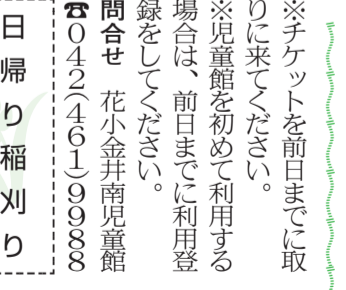 ※チケットを前日までに取
りに来てください。
※児童館を初めて利用する
場合は、前日までに利用登
録をしてください。
問合せ　花小金井南児童館
☎042(461)9988
日帰り稲刈り